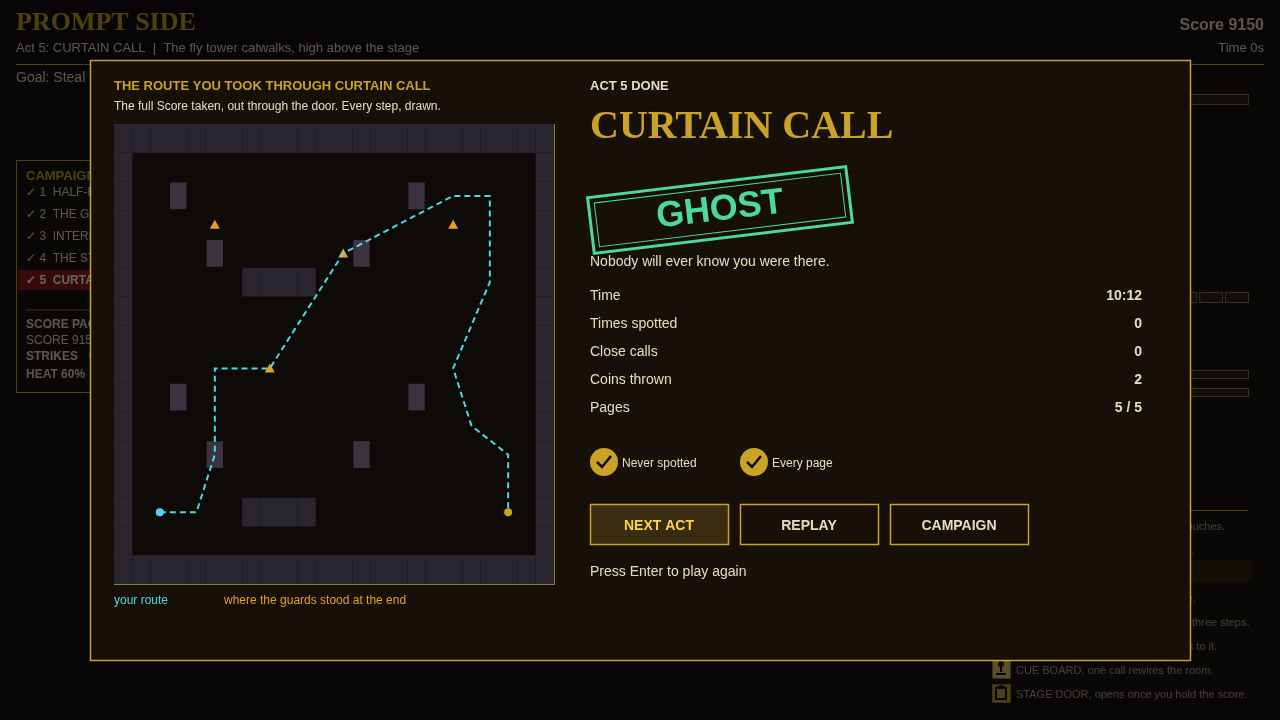 PROMPT SIDE
Score 9150
Act 5: CURTAIN CALL | The fly tower catwalks, high above the stage
Time 0s
Goal: Steal
CAMPAIGN
✓ 1 HALF-
✓ 2 THE G
✓ 3 INTER
✓ 4 THE ST
✓ 5 CURTA
SCORE PA
SCORE 915
STRIKES
HEAT 60%
THE ROUTE YOU TOOK THROUGH CURTAIN CALL
The full Score taken, out through the door. Every step, drawn.
your route
where the guards stood at the end
ACT 5 DONE
CURTAIN CALL
GHOST
Nobody will ever know you were there.
Time 10:12
Times spotted 0
Close calls 0
Coins thrown 2
Pages 5 / 5
Never spotted
Every page
NEXT ACT
REPLAY
CAMPAIGN
Press Enter to play again
three steps.
to it.
CUE BOARD, one call rewires the room.
STAGE DOOR, opens once you hold the score.